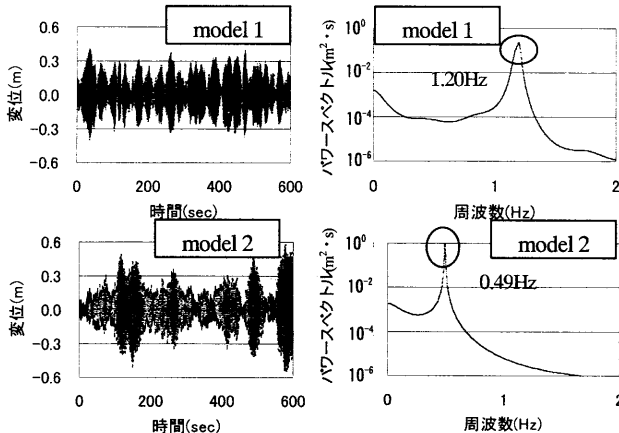 model 1
変位(m)
0.6
0.3
0.0
-0.3
-0.6
0 200 400 600
時間(sec)
model 1
パワースペクトル(m²・s)
10⁰
10⁻²
10⁻⁴
10⁻⁶
1.20Hz
0 1 2
周波数(Hz)
model 2
変位(m)
0.6
0.3
0.0
-0.3
-0.6
0 200 400 600
時間(sec)
model 2
パワースペクトル(m²・s)
10⁰
10⁻²
10⁻⁴
10⁻⁶
0.49Hz
0 1 2
周波数(Hz)